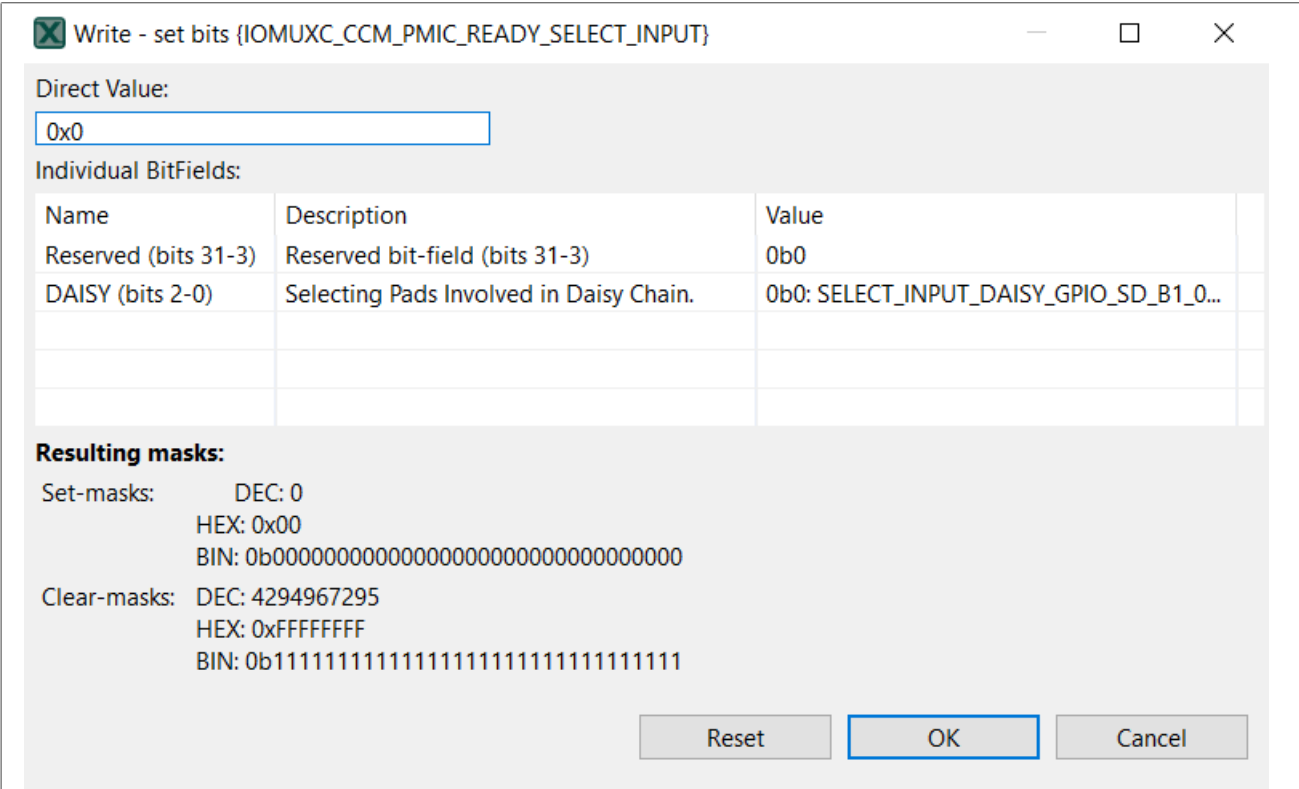 Write - set bits {IOMUXC_CCM_PMIC_READY_SELECT_INPUT}
Direct Value:
0x0
Individual BitFields:
Name Description Value
Reserved (bits 31-3) Reserved bit-field (bits 31-3) 0b0
DAISY (bits 2-0) Selecting Pads Involved in Daisy Chain. 0b0: SELECT_INPUT_DAISY_GPIO_SD_B1_0...
Resulting masks:
Set-masks: DEC: 0
HEX: 0x00
BIN: 0b00000000000000000000000000000000
Clear-masks: DEC: 4294967295
HEX: 0xFFFFFFFF
BIN: 0b11111111111111111111111111111111
Reset OK Cancel